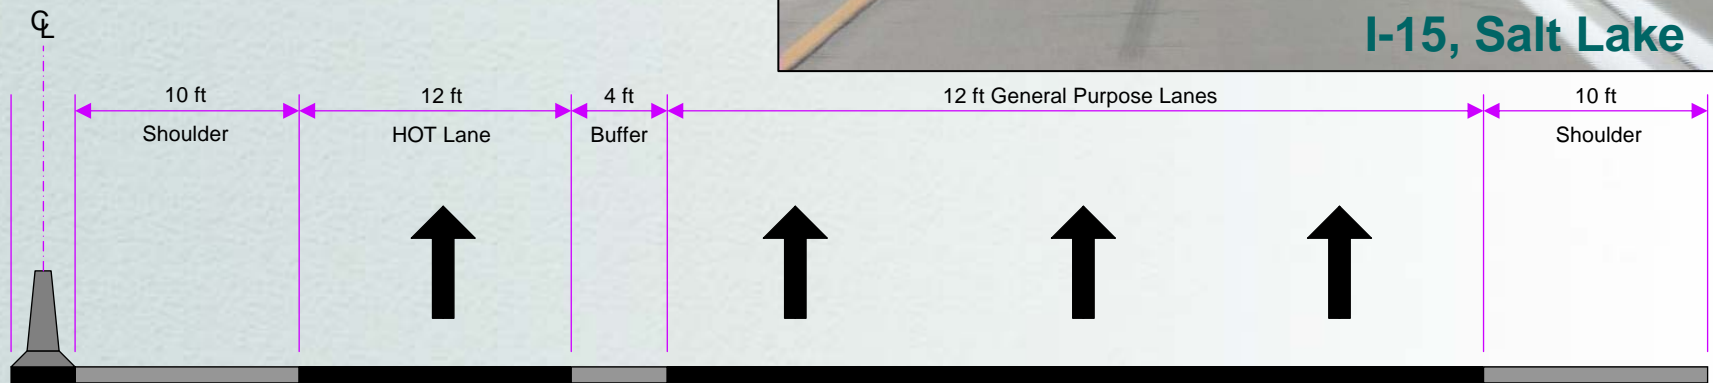 I-15, Salt Lake
℄
10 ft
Shoulder
12 ft
HOT Lane
4 ft
Buffer
12 ft General Purpose Lanes
10 ft
Shoulder